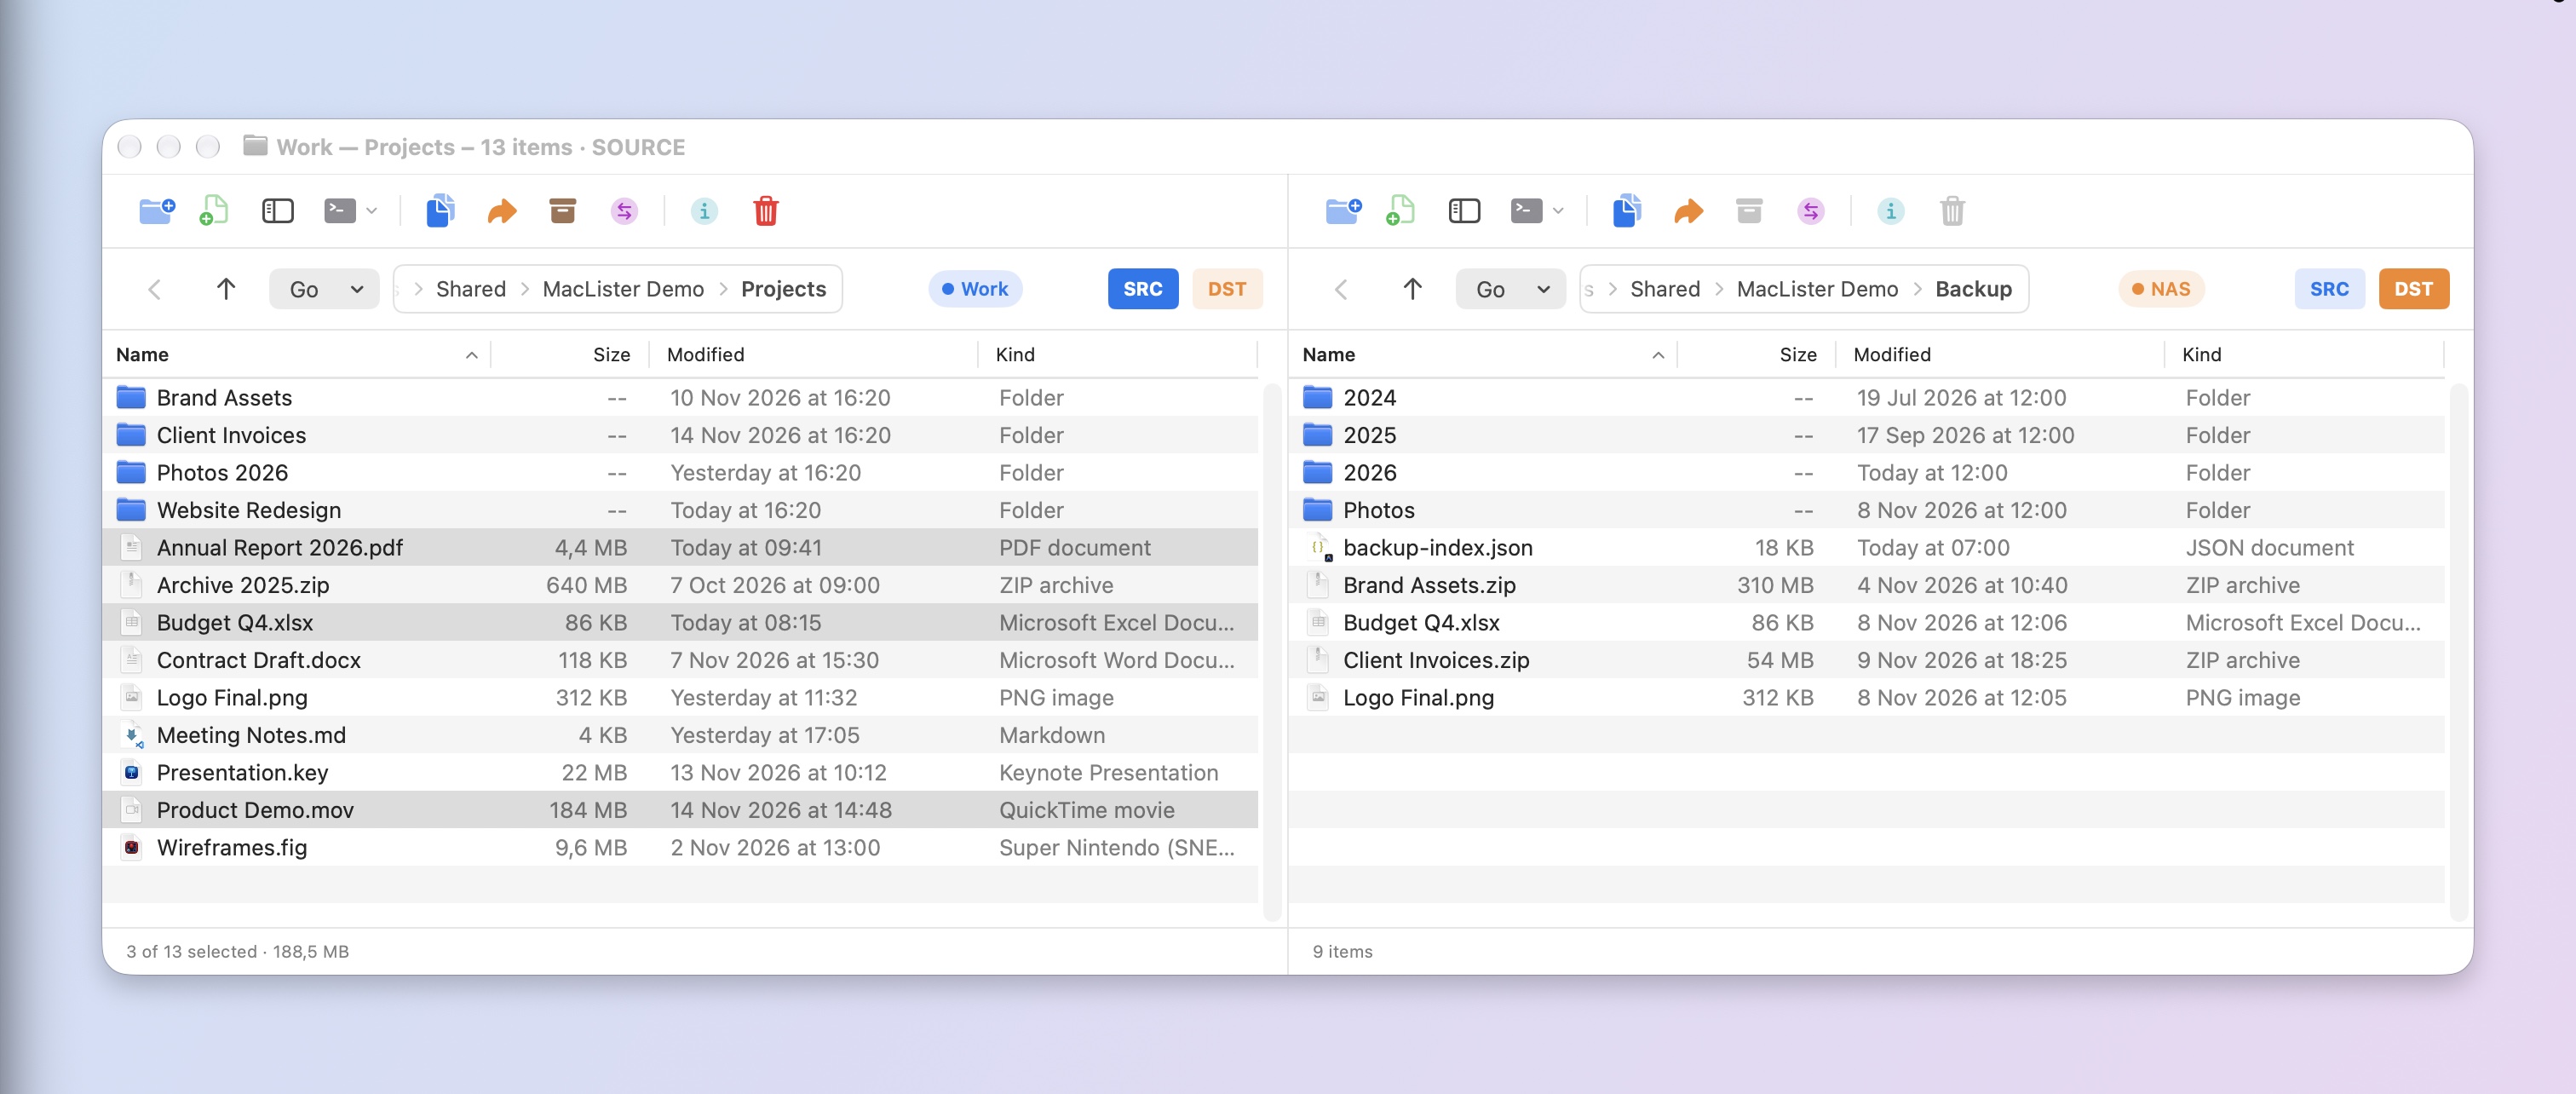 Work — Projects – 13 items · SOURCE
Go
Shared > MacLister Demo > Projects
Work
SRC
DST
Name Size Modified Kind
Brand Assets -- 10 Nov 2026 at 16:20 Folder
Client Invoices -- 14 Nov 2026 at 16:20 Folder
Photos 2026 -- Yesterday at 16:20 Folder
Website Redesign -- Today at 16:20 Folder
Annual Report 2026.pdf 4,4 MB Today at 09:41 PDF document
Archive 2025.zip 640 MB 7 Oct 2026 at 09:00 ZIP archive
Budget Q4.xlsx 86 KB Today at 08:15 Microsoft Excel Docu...
Contract Draft.docx 118 KB 7 Nov 2026 at 15:30 Microsoft Word Docu...
Logo Final.png 312 KB Yesterday at 11:32 PNG image
Meeting Notes.md 4 KB Yesterday at 17:05 Markdown
Presentation.key 22 MB 13 Nov 2026 at 10:12 Keynote Presentation
Product Demo.mov 184 MB 14 Nov 2026 at 14:48 QuickTime movie
Wireframes.fig 9,6 MB 2 Nov 2026 at 13:00 Super Nintendo (SNE...
3 of 13 selected · 188,5 MB
Go
s > Shared > MacLister Demo > Backup
NAS
SRC
DST
Name Size Modified Kind
2024 -- 19 Jul 2026 at 12:00 Folder
2025 -- 17 Sep 2026 at 12:00 Folder
2026 -- Today at 12:00 Folder
Photos -- 8 Nov 2026 at 12:00 Folder
backup-index.json 18 KB Today at 07:00 JSON document
Brand Assets.zip 310 MB 4 Nov 2026 at 10:40 ZIP archive
Budget Q4.xlsx 86 KB 8 Nov 2026 at 12:06 Microsoft Excel Docu...
Client Invoices.zip 54 MB 9 Nov 2026 at 18:25 ZIP archive
Logo Final.png 312 KB 8 Nov 2026 at 12:05 PNG image
9 items